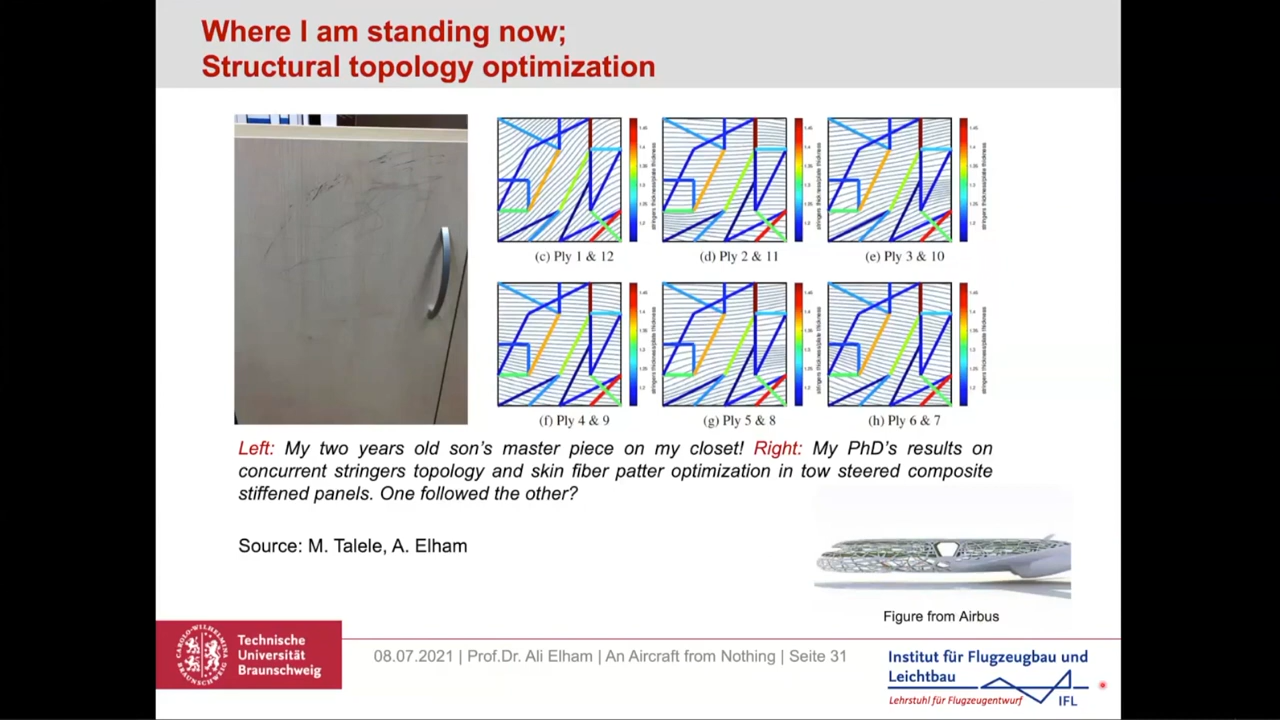 Where I am standing now;
Structural topology optimization
(c) Ply 1 & 12
(d) Ply 2 & 11
(e) Ply 3 & 10
(f) Ply 4 & 9
(g) Ply 5 & 8
(h) Ply 6 & 7
Left: My two years old son's master piece on my closet! Right: My PhD's results on
concurrent stringers topology and skin fiber patter optimization in tow steered composite
stiffened panels. One followed the other?
Source: M. Talele, A. Elham
Figure from Airbus
Technische
Universität
Braunschweig
08.07.2021 | Prof.Dr. Ali Elham | An Aircraft from Nothing | Seite 31
Institut für Flugzeugbau und
Leichtbau
Lehrstuhl für Flugzeugentwurf
IFL